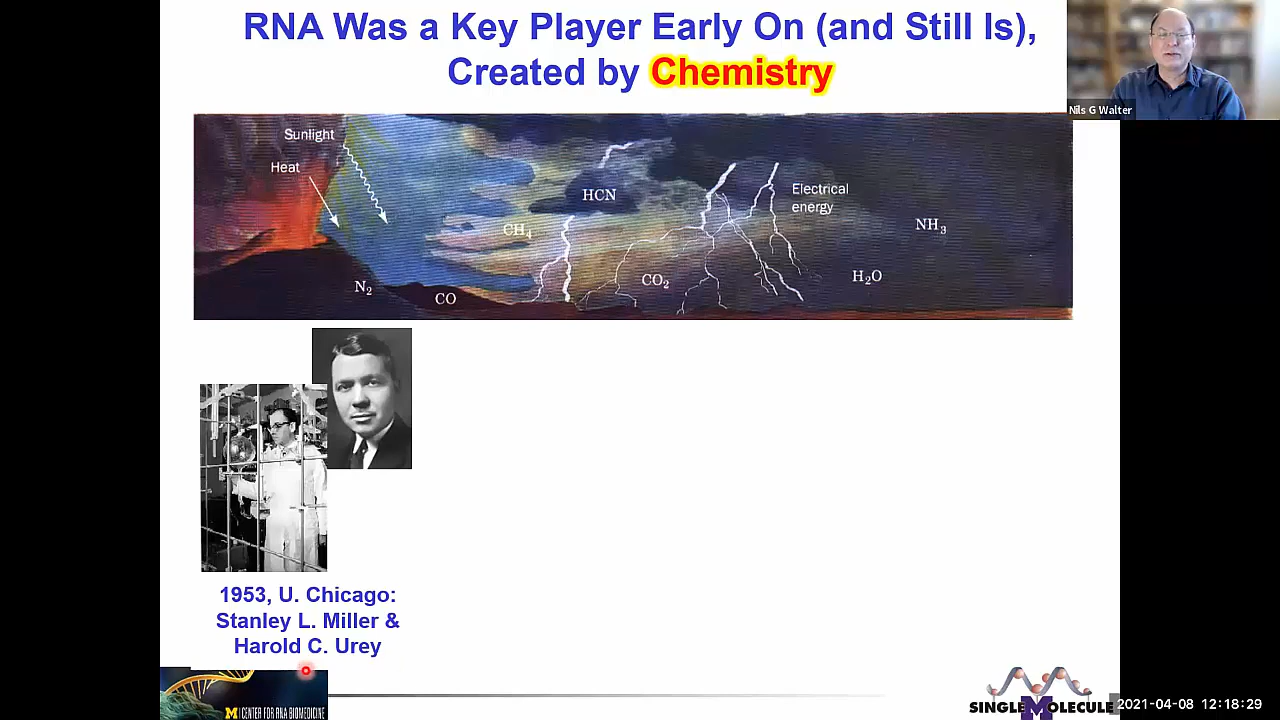 RNA Was a Key Player Early On (and Still Is),
Created by Chemistry
Nils G Walter
Sunlight
Heat
HCN
Electrical
energy
CH₄
NH₃
N₂
CO
CO₂
H₂O
1953, U. Chicago:
Stanley L. Miller &
Harold C. Urey
M | CENTER FOR RNA BIOMEDICINE
SINGLE MOLECULE
2021-04-08 12:18:29